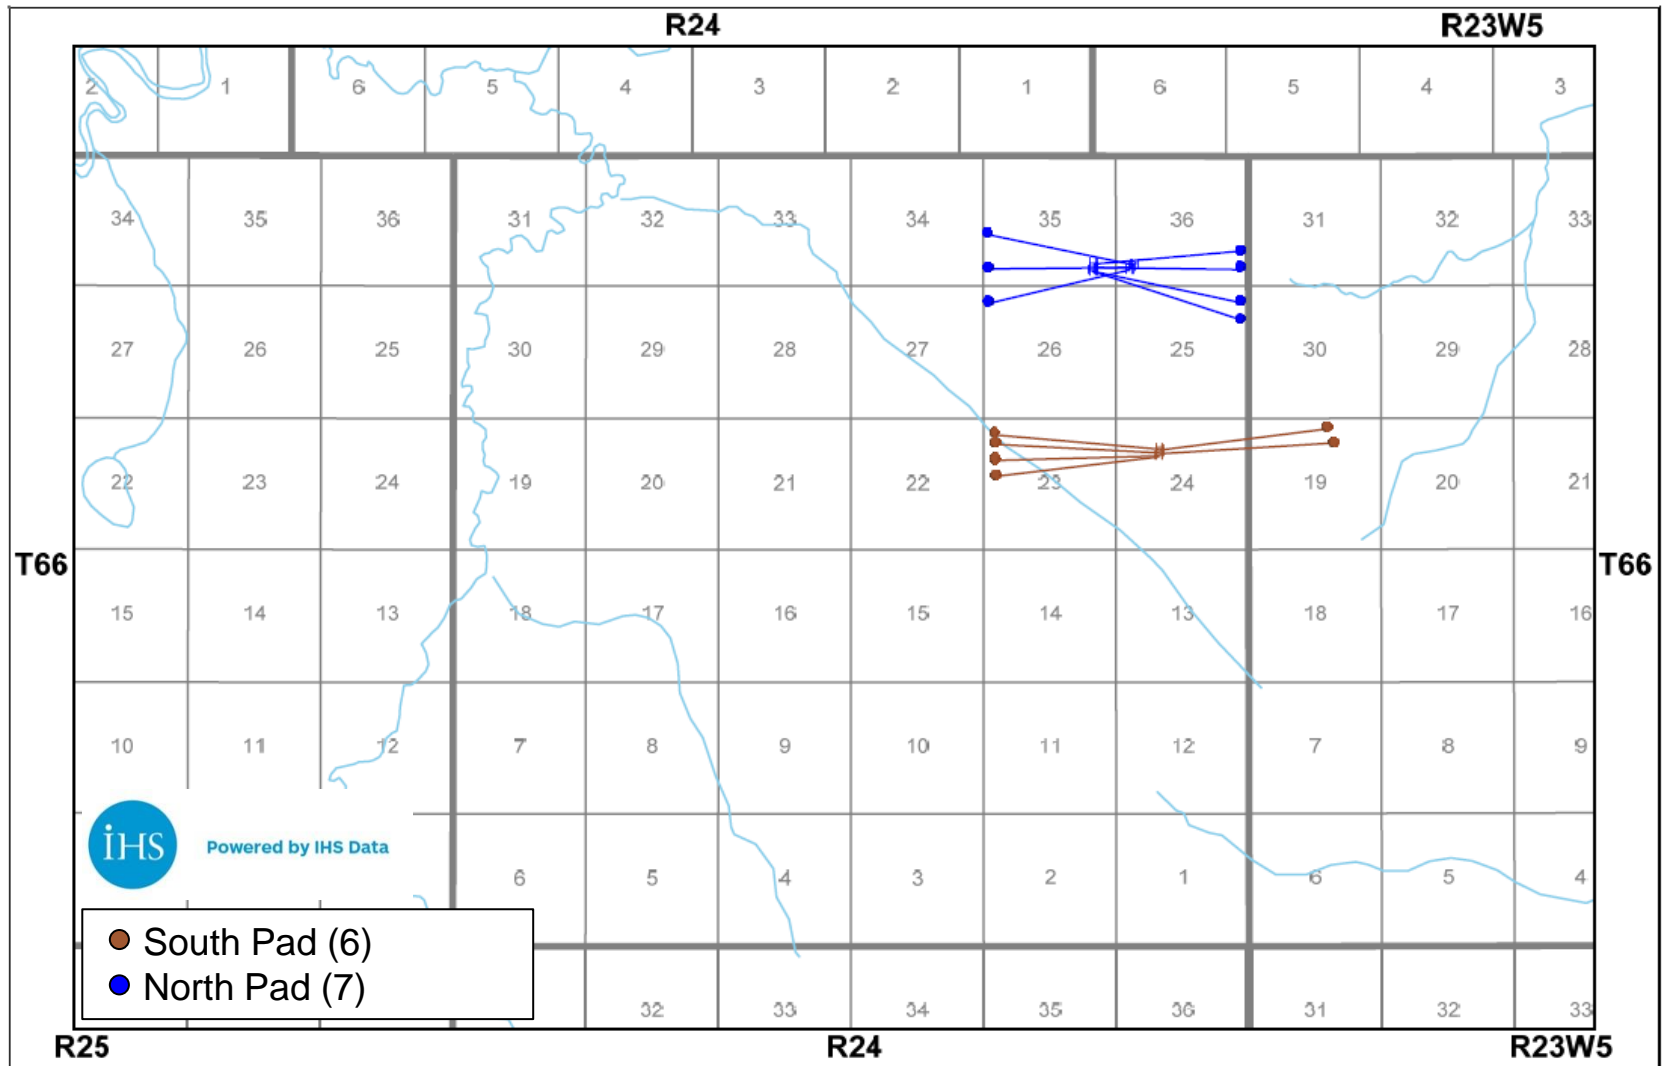 R24 R23W5
2 1 6 5 4 3 2 1 6 5 4 3
34 35 36 31 32 33 34 35 36 31 32 33
27 26 25 30 29 28 27 26 25 30 29 28
22 23 24 19 20 21 22 23 24 19 20 21
T66 T66
15 14 13 18 17 16 15 14 13 18 17 16
10 11 12 7 8 9 10 11 12 7 8 9
iHS Powered by IHS Data
6 5 4 3 2 1 6 5 4
South Pad (6)
North Pad (7)
32 33 34 35 36 31 32 33
R25 R24 R23W5